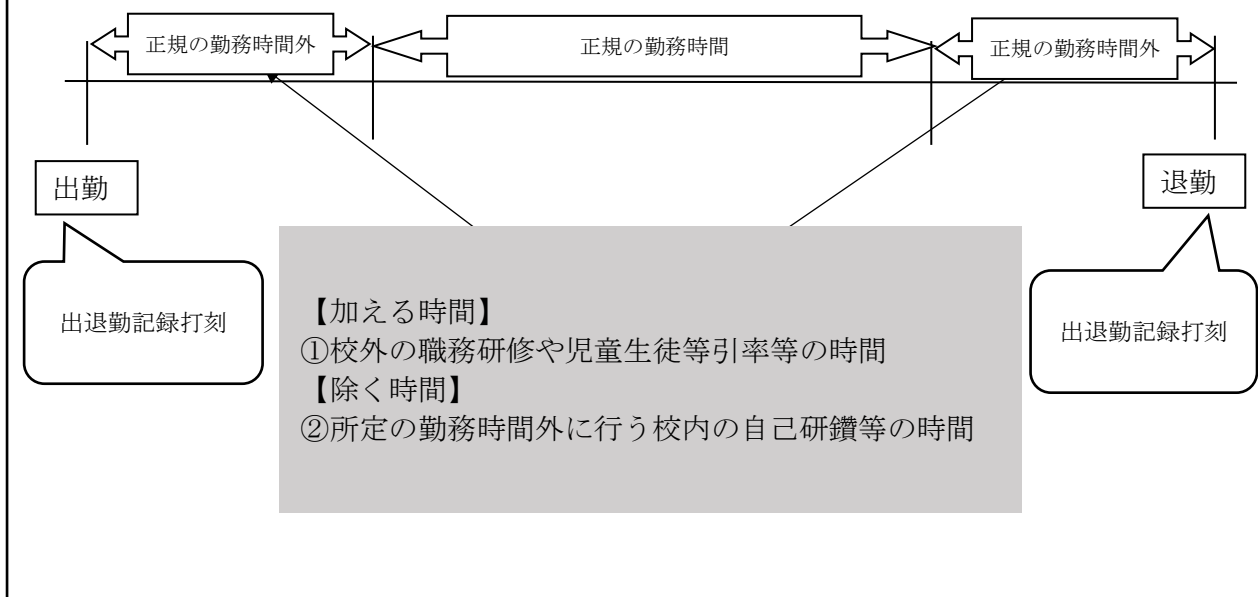 正規の勤務時間外
正規の勤務時間
正規の勤務時間外
出勤
退勤
出退勤記録打刻
出退勤記録打刻
【加える時間】
①校外の職務研修や児童生徒等引率等の時間
【除く時間】
②所定の勤務時間外に行う校内の自己研鑽等の時間